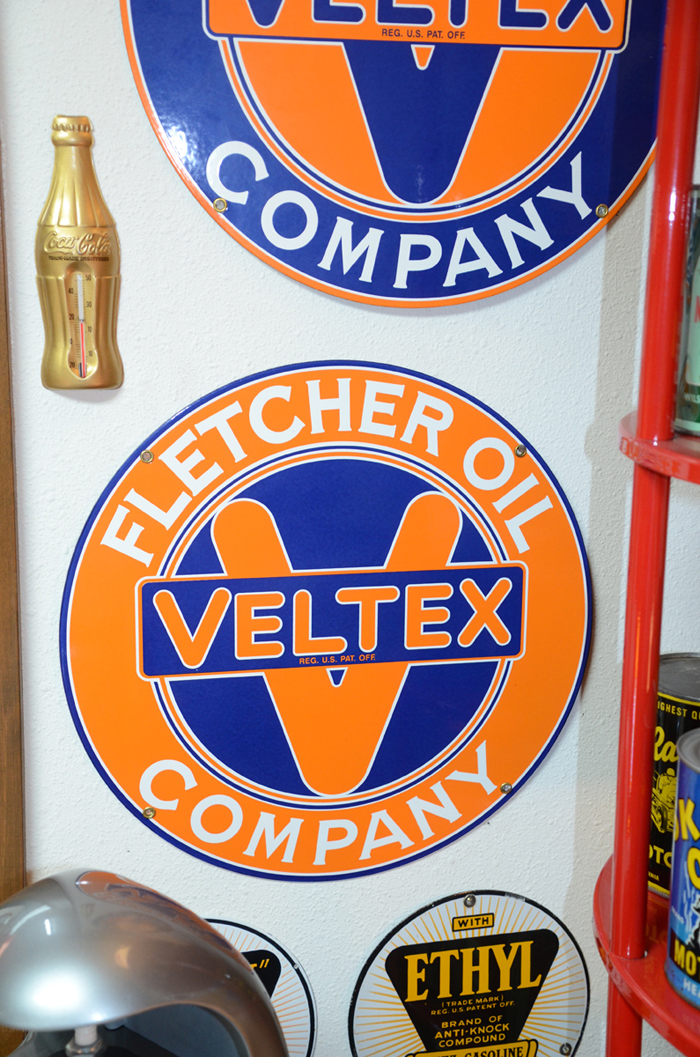 VELTEX
REG. U.S. PAT. OFF.
COMPANY
Coca-Cola
50
FLETCHER OIL
VELTEX
REG. U.S. PAT. OFF.
COMPANY
WITH
ETHYL
(TRADE MARK)
REG. U.S. PATENT OFF.
BRAND OF
ANTI-KNOCK
COMPOUND
GASOLINE